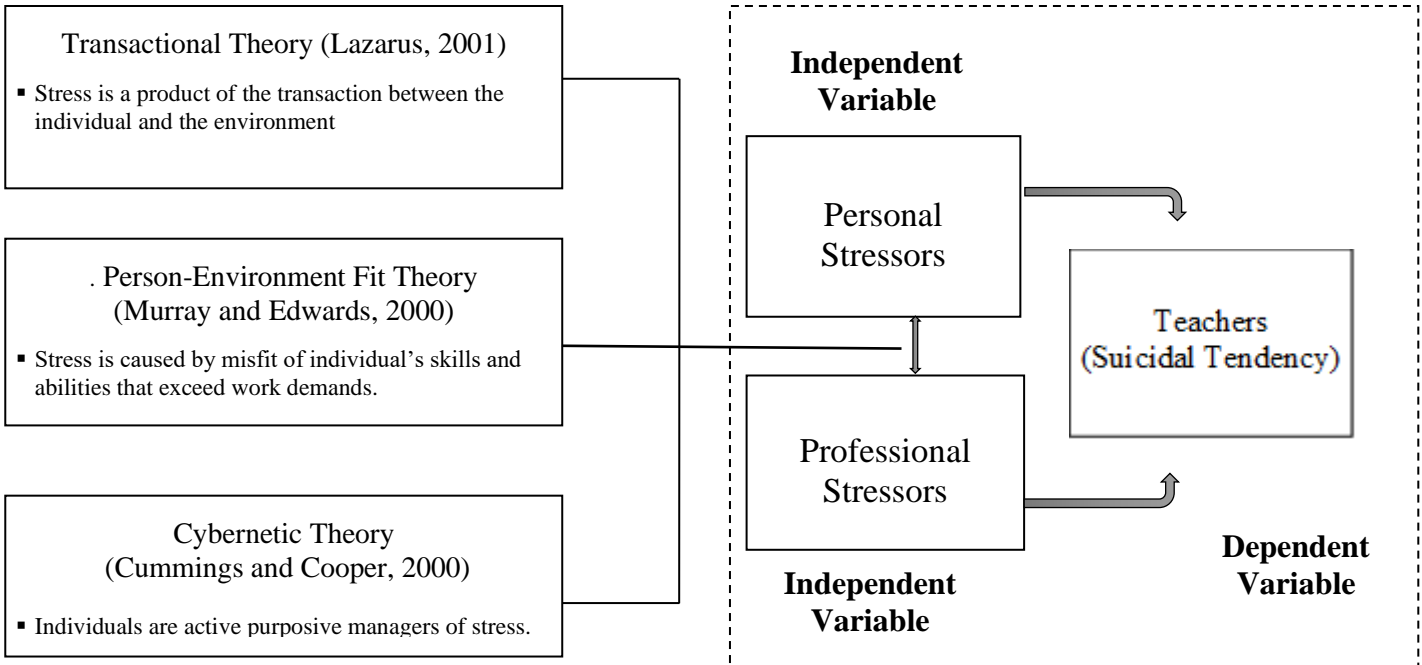 Transactional Theory (Lazarus, 2001)
▪ Stress is a product of the transaction between the
individual and the environment
. Person-Environment Fit Theory
(Murray and Edwards, 2000)
▪ Stress is caused by misfit of individual’s skills and
abilities that exceed work demands.
Cybernetic Theory
(Cummings and Cooper, 2000)
▪ Individuals are active purposive managers of stress.
Independent
Variable
Personal
Stressors
Professional
Stressors
Independent
Variable
Teachers
(Suicidal Tendency)
Dependent
Variable